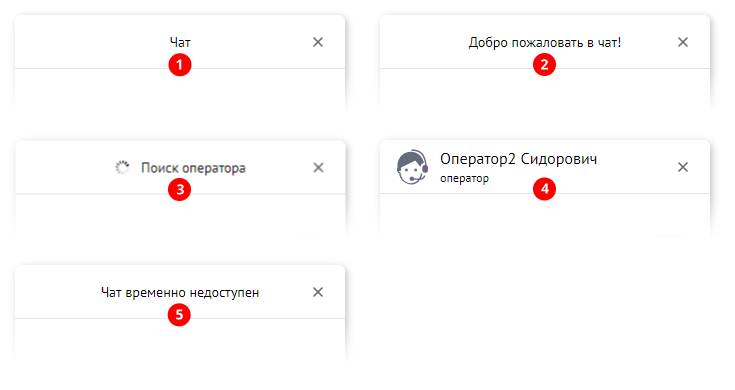 Чат
1
Добро пожаловать в чат!
2
Поиск оператора
3
Оператор2 Сидорович
оператор
4
Чат временно недоступен
5